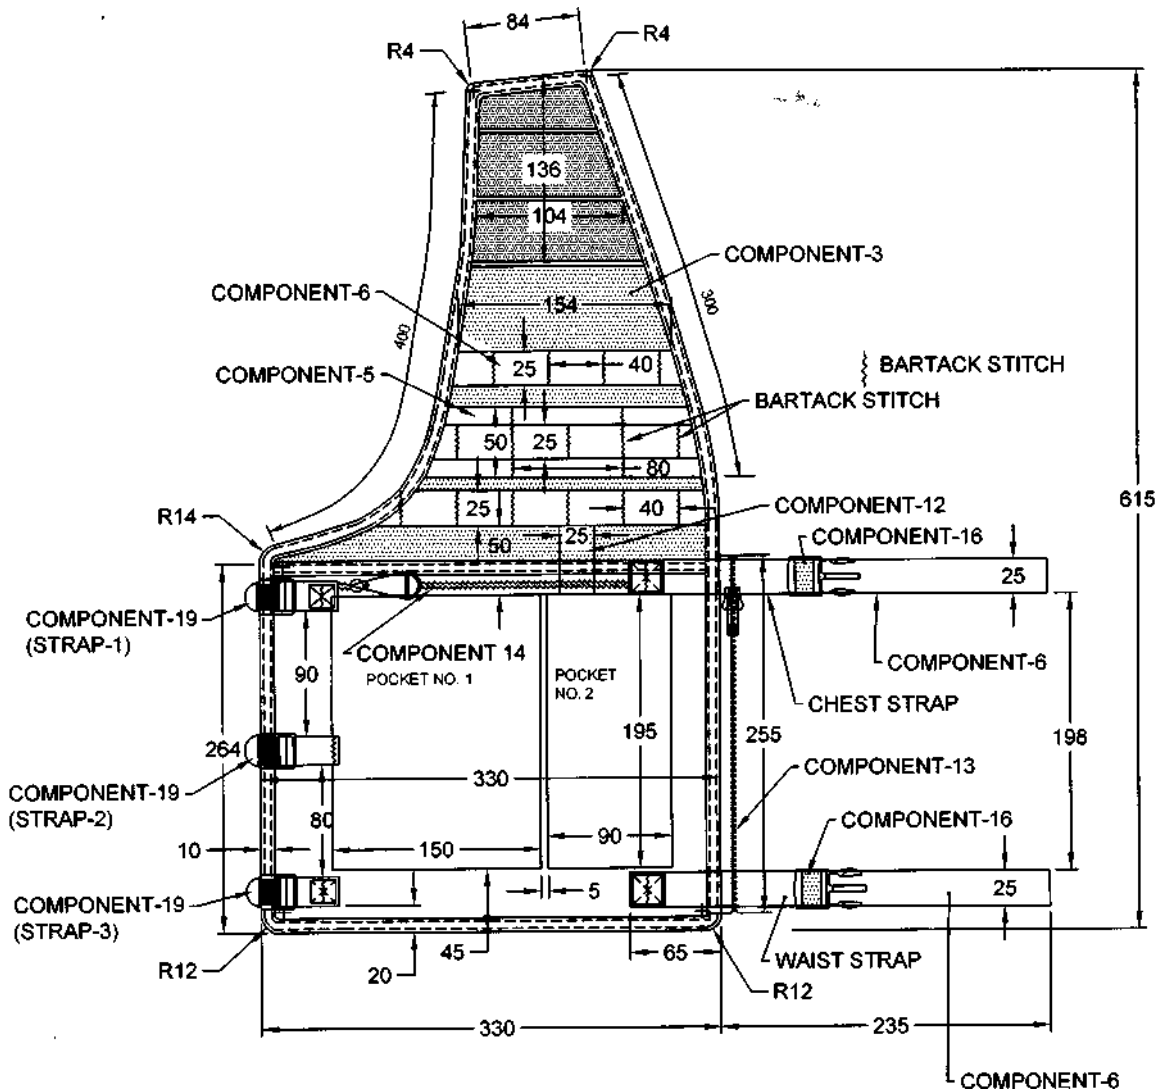 84
R4
R4
136
104
COMPONENT-3
COMPONENT-6
154
300
400
25
40
BARTACK STITCH
COMPONENT-5
BARTACK STITCH
50
25
80
615
25
40
COMPONENT-12
R14
COMPONENT-16
50
25
25
COMPONENT-19
(STRAP-1)
COMPONENT 14
COMPONENT-6
90
POCKET NO. 1
POCKET
NO. 2
CHEST STRAP
264
195
255
198
330
COMPONENT-13
COMPONENT-19
(STRAP-2)
80
COMPONENT-16
10
150
90
COMPONENT-19
(STRAP-3)
5
25
45
65
WAIST STRAP
R12
20
R12
330
235
COMPONENT-6